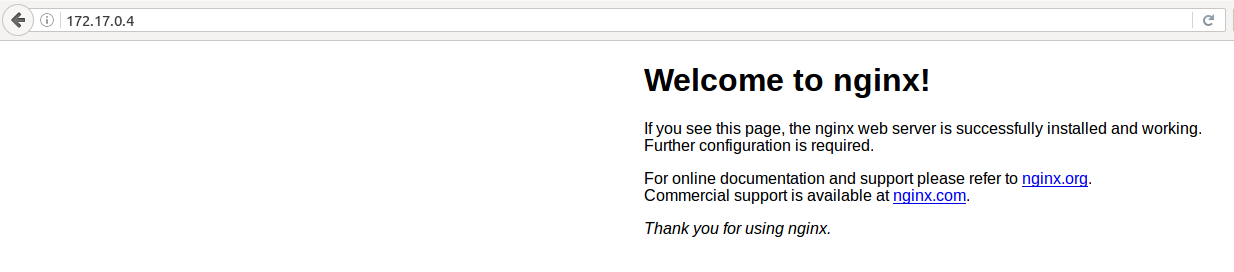 172.17.0.4
Welcome to nginx!
If you see this page, the nginx web server is successfully installed and working.
Further configuration is required.
For online documentation and support please refer to nginx.org.
Commercial support is available at nginx.com.
Thank you for using nginx.